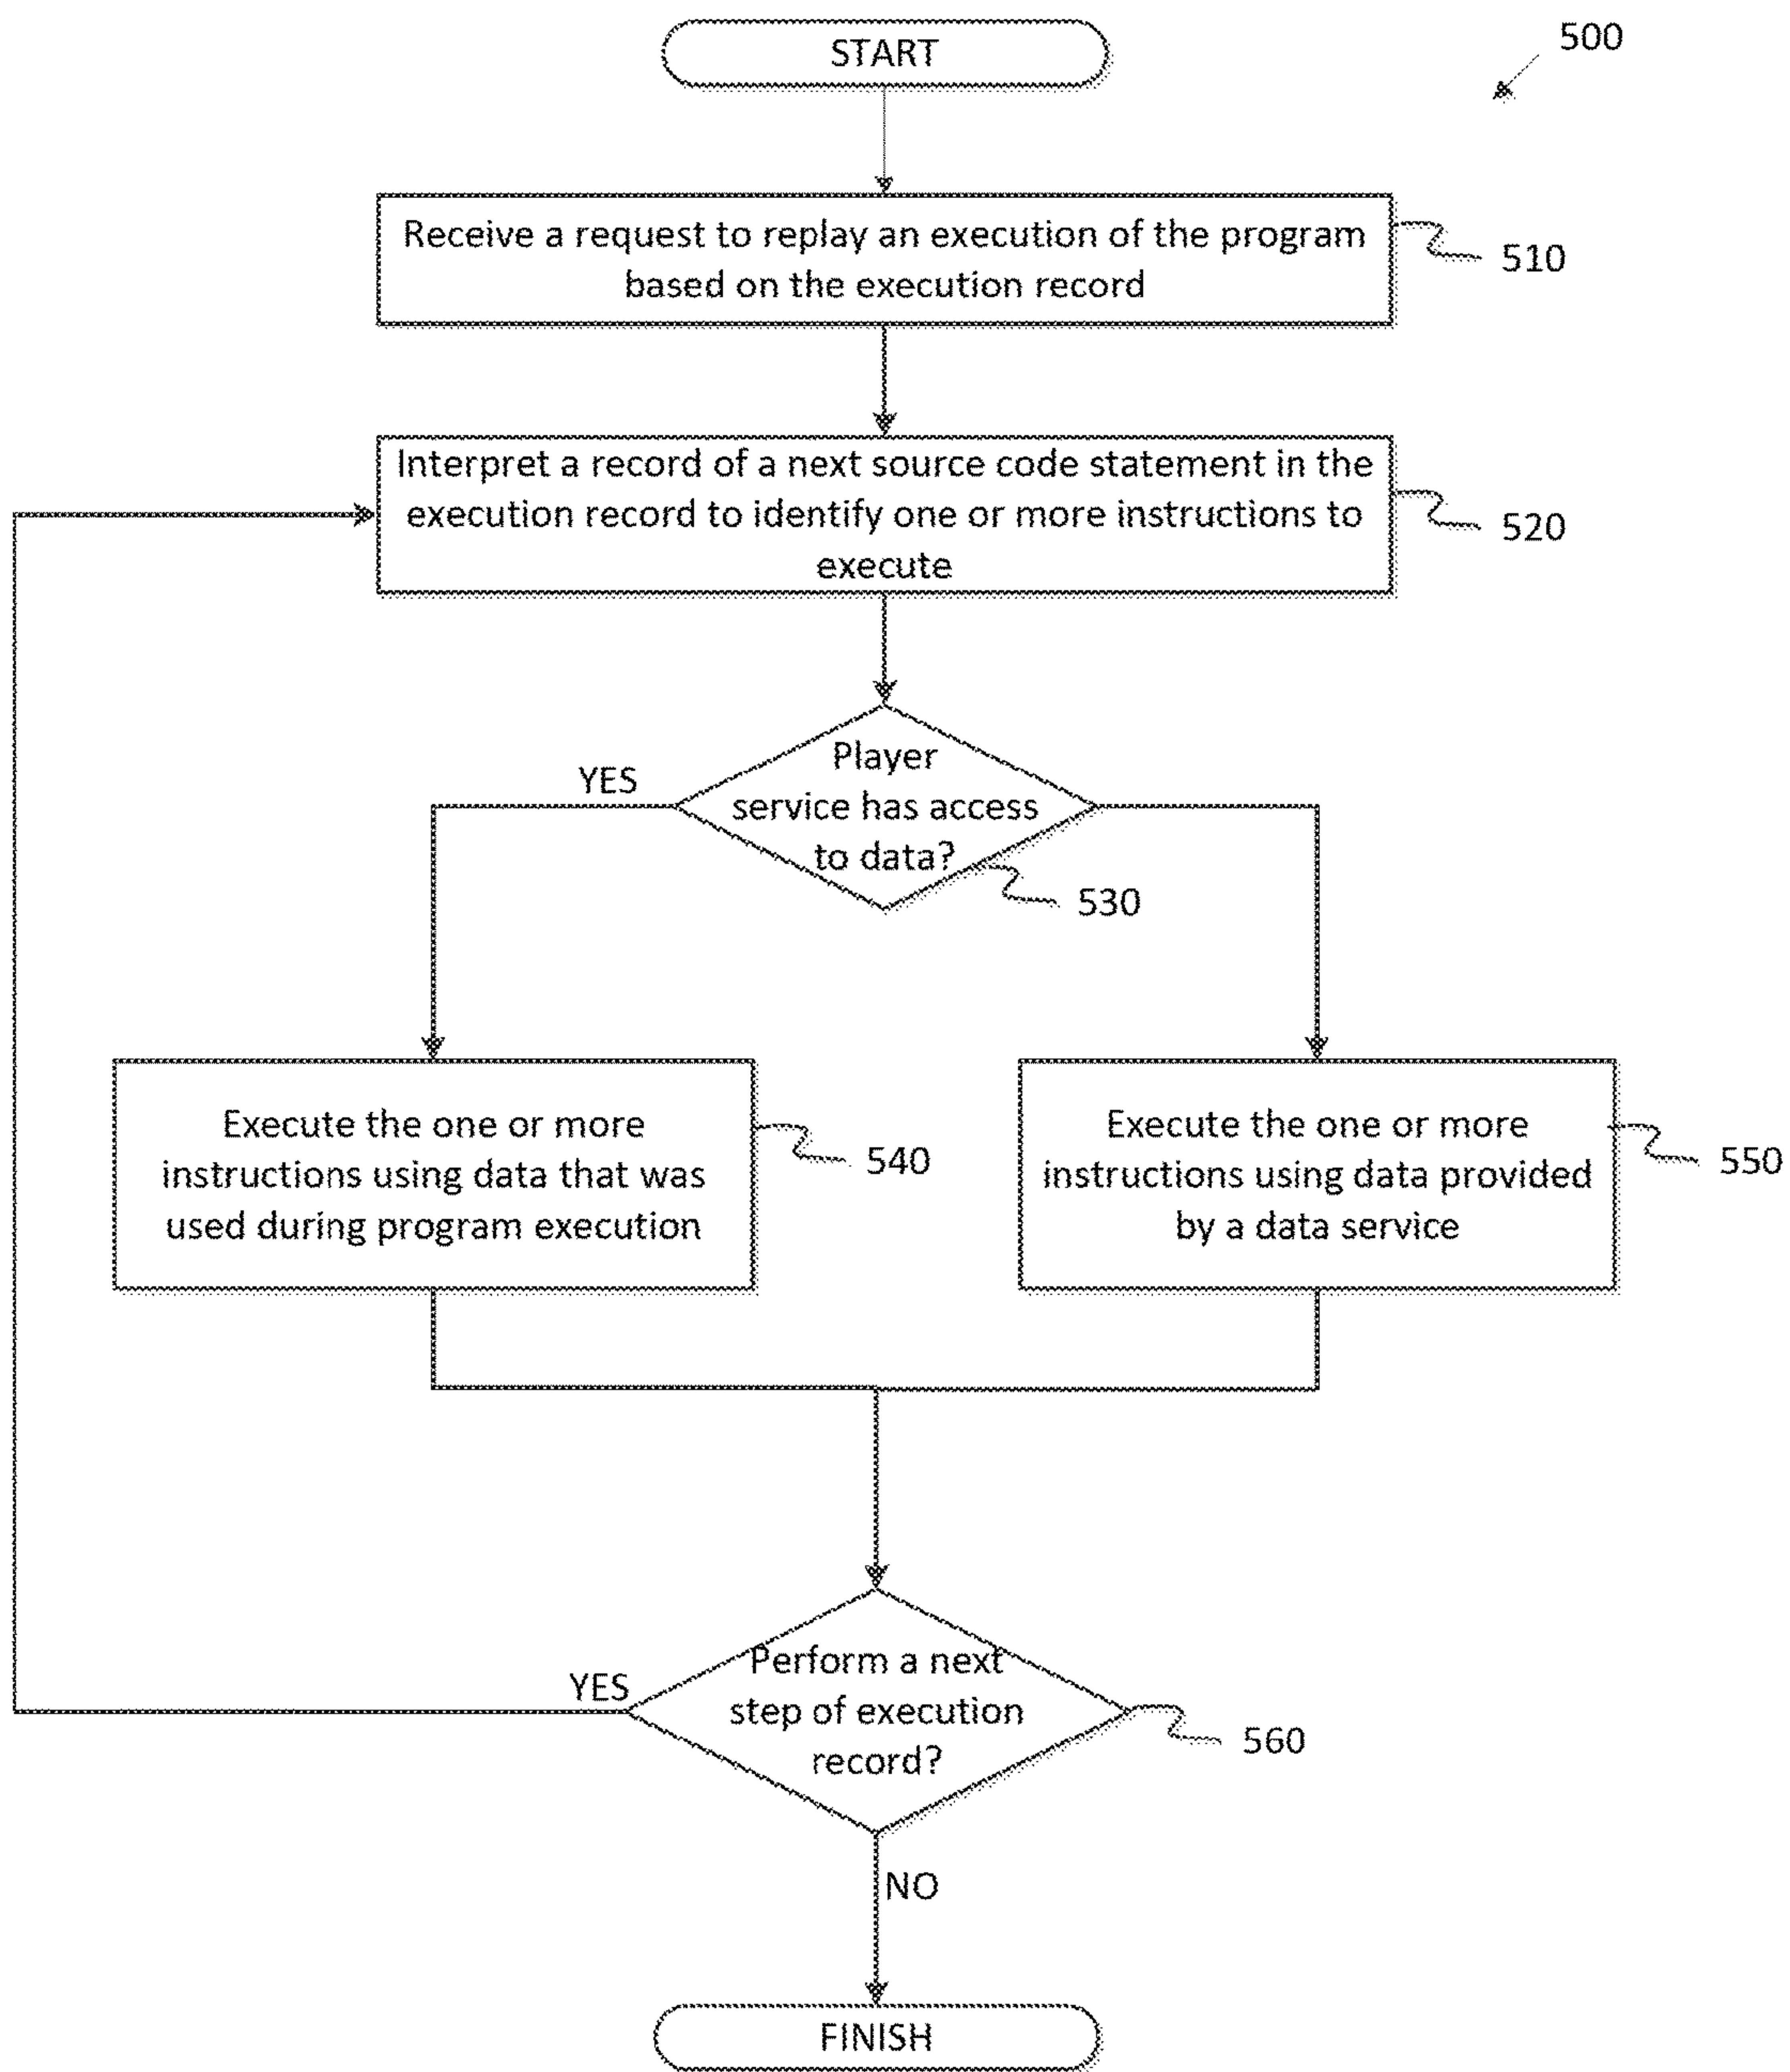 START
500
Receive a request to replay an execution of the program
based on the execution record
510
Interpret a record of a next source code statement in the
execution record to identify one or more instructions to
execute
520
Player
service has access
to data?
YES
530
Execute the one or more
instructions using data that was
used during program execution
540
Execute the one or more
instructions using data provided
by a data service
550
Perform a next
step of execution
record?
YES
560
NO
FINISH